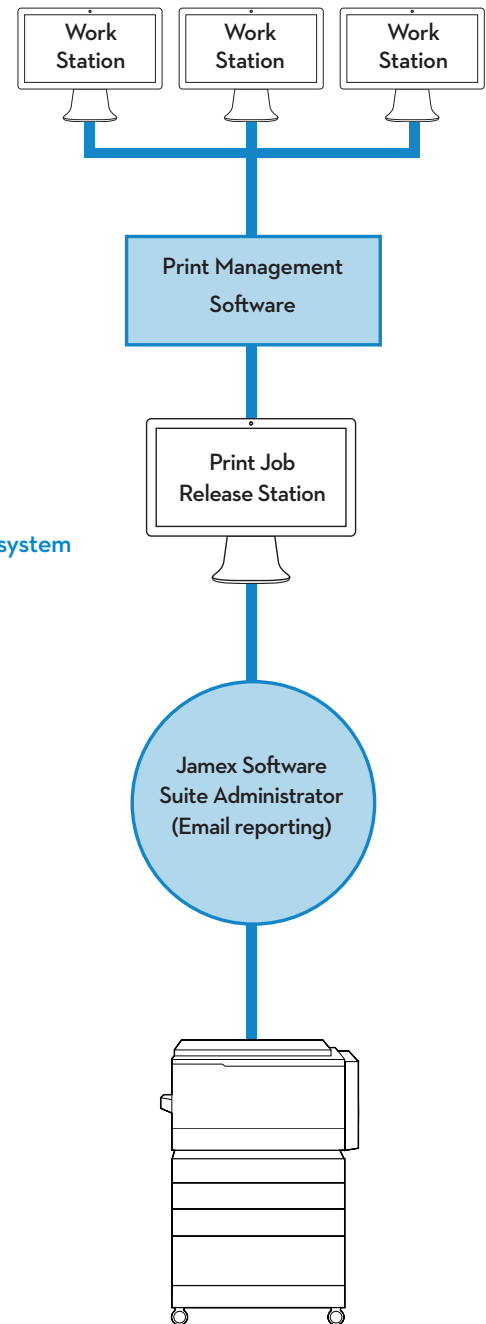 Work
Station
Work
Station
Work
Station
Print Management
Software
Print Job
Release Station
system
Jamex Software
Suite Administrator
(Email reporting)